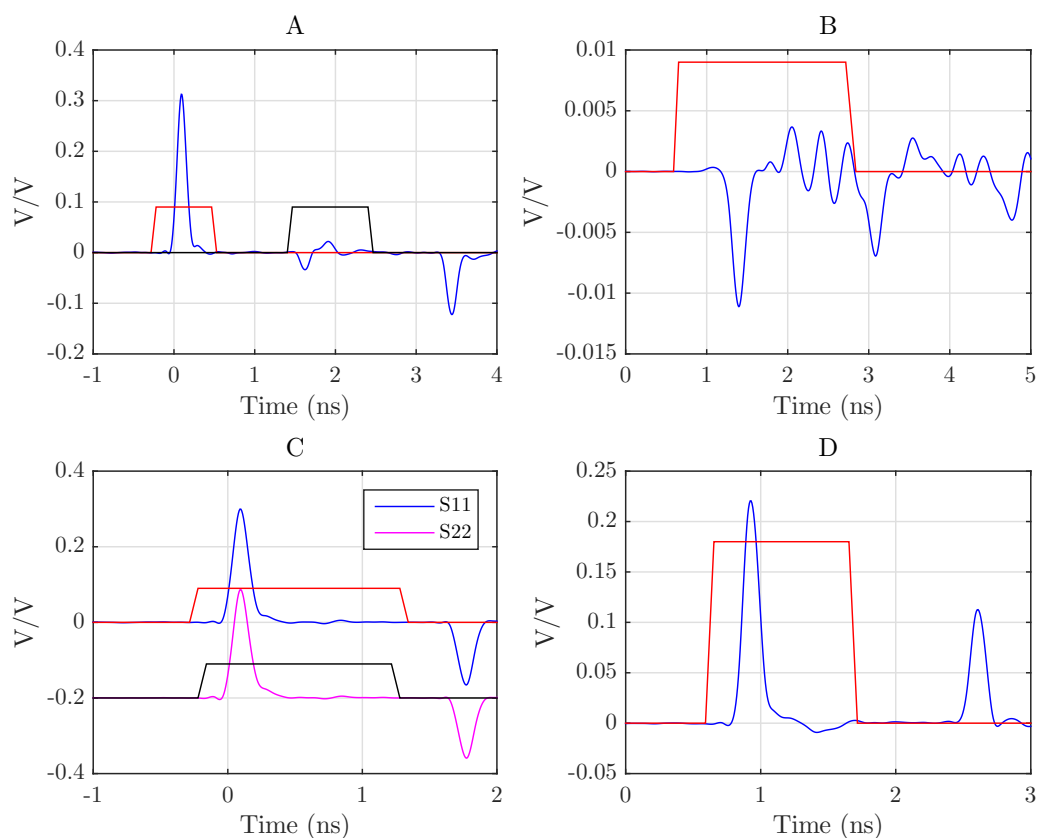 A
V/V
0.4
0.3
0.2
0.1
0
-0.1
-0.2
-1 0 1 2 3 4
Time (ns)
B
V/V
0.01
0.005
0
-0.005
-0.01
-0.015
0 1 2 3 4 5
Time (ns)
C
V/V
0.4
0.2
0
-0.2
-0.4
S11
S22
-1 0 1 2
Time (ns)
D
V/V
0.25
0.2
0.15
0.1
0.05
0
-0.05
0 1 2 3
Time (ns)